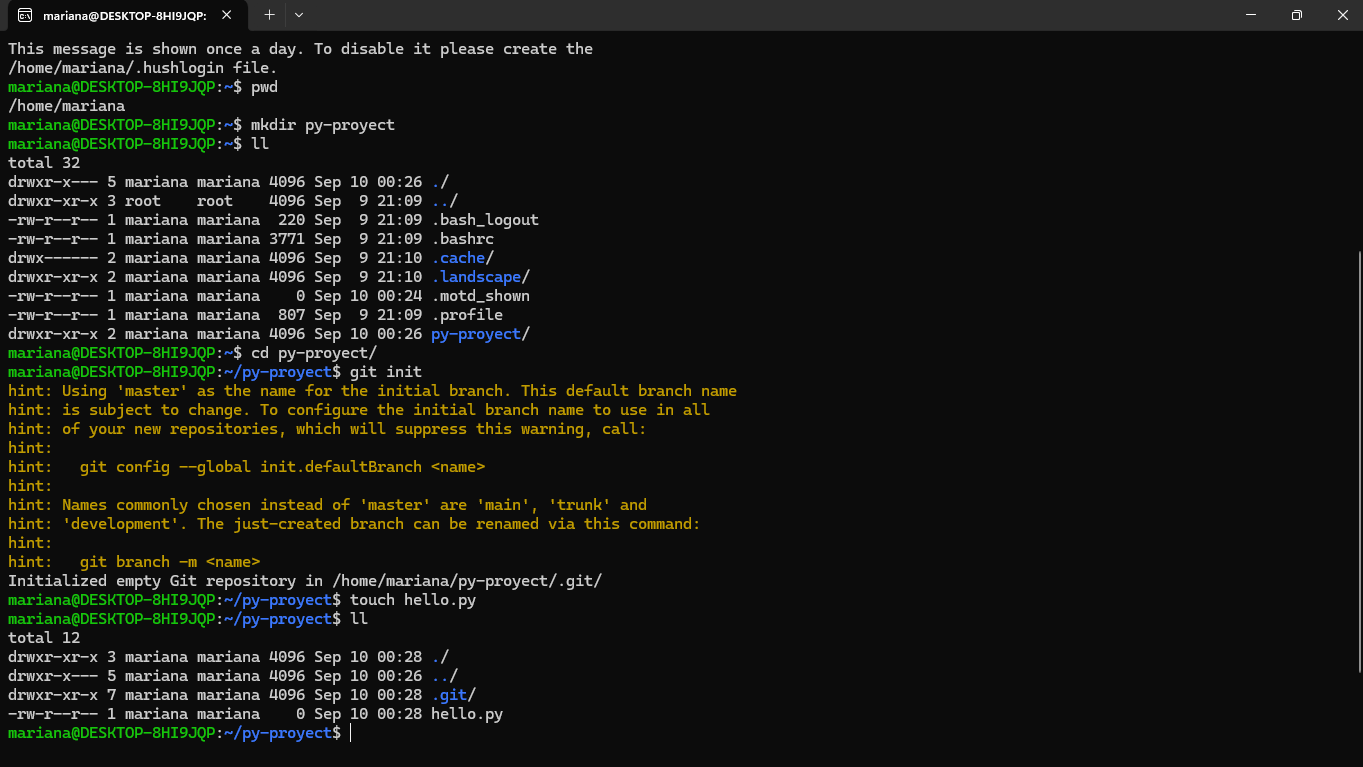 mariana@DESKTOP-8HI9JQP:
This message is shown once a day. To disable it please create the
/home/mariana/.hushlogin file.
mariana@DESKTOP-8HI9JQP:~$ pwd
/home/mariana
mariana@DESKTOP-8HI9JQP:~$ mkdir py-proyect
mariana@DESKTOP-8HI9JQP:~$ ll
total 32
drwxr-x--- 5 mariana mariana 4096 Sep 10 00:26 ./
drwxr-xr-x 3 root    root    4096 Sep  9 21:09 ../
-rw-r--r-- 1 mariana mariana  220 Sep  9 21:09 .bash_logout
-rw-r--r-- 1 mariana mariana 3771 Sep  9 21:09 .bashrc
drwx------ 2 mariana mariana 4096 Sep  9 21:10 .cache/
drwxr-xr-x 2 mariana mariana 4096 Sep  9 21:10 .landscape/
-rw-r--r-- 1 mariana mariana    0 Sep 10 00:24 .motd_shown
-rw-r--r-- 1 mariana mariana  807 Sep  9 21:09 .profile
drwxr-xr-x 2 mariana mariana 4096 Sep 10 00:26 py-proyect/
mariana@DESKTOP-8HI9JQP:~$ cd py-proyect/
mariana@DESKTOP-8HI9JQP:~/py-proyect$ git init
hint: Using 'master' as the name for the initial branch. This default branch name
hint: is subject to change. To configure the initial branch name to use in all
hint: of your new repositories, which will suppress this warning, call:
hint:
hint:   git config --global init.defaultBranch <name>
hint:
hint: Names commonly chosen instead of 'master' are 'main', 'trunk' and
hint: 'development'. The just-created branch can be renamed via this command:
hint:
hint:   git branch -m <name>
Initialized empty Git repository in /home/mariana/py-proyect/.git/
mariana@DESKTOP-8HI9JQP:~/py-proyect$ touch hello.py
mariana@DESKTOP-8HI9JQP:~/py-proyect$ ll
total 12
drwxr-xr-x 3 mariana mariana 4096 Sep 10 00:28 ./
drwxr-x--- 5 mariana mariana 4096 Sep 10 00:26 ../
drwxr-xr-x 7 mariana mariana 4096 Sep 10 00:28 .git/
-rw-r--r-- 1 mariana mariana    0 Sep 10 00:28 hello.py
mariana@DESKTOP-8HI9JQP:~/py-proyect$